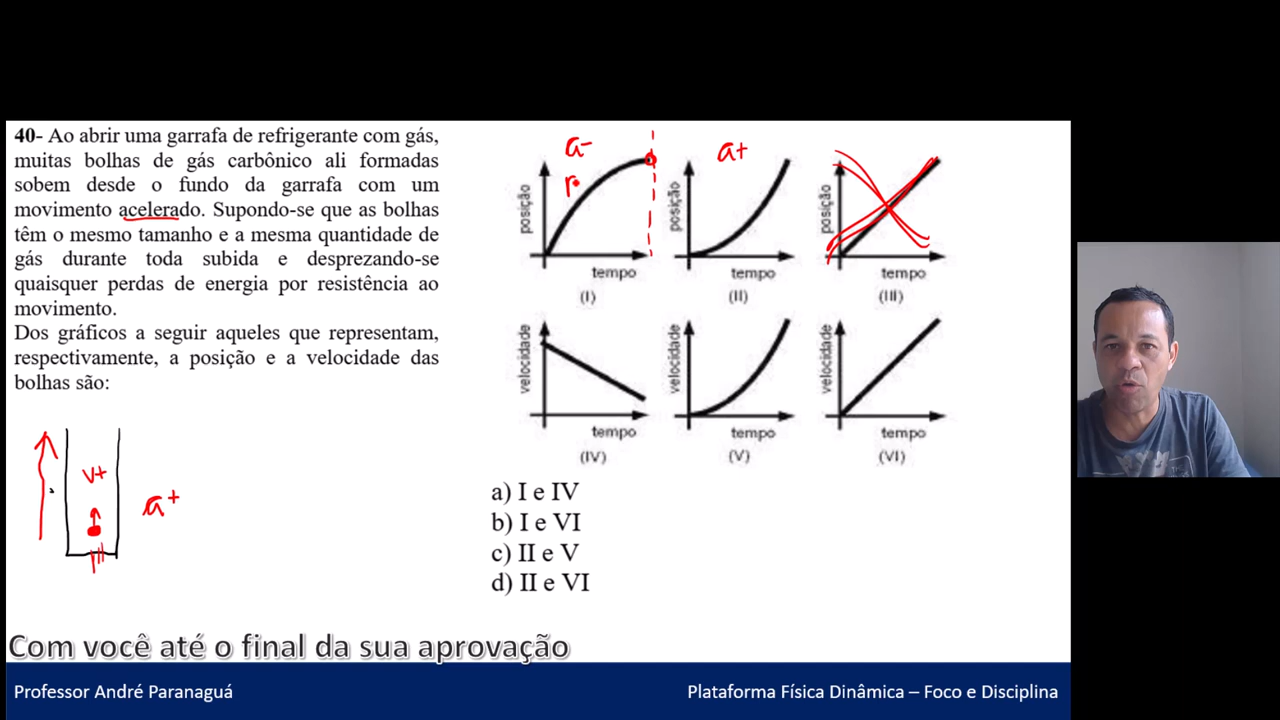 40- Ao abrir uma garrafa de refrigerante com gás,
muitas bolhas de gás carbônico ali formadas
sobem desde o fundo da garrafa com um
movimento acelerado. Supondo-se que as bolhas
têm o mesmo tamanho e a mesma quantidade de
gás durante toda subida e desprezando-se
quaisquer perdas de energia por resistência ao
movimento.
Dos gráficos a seguir aqueles que representam,
respectivamente, a posição e a velocidade das
bolhas são:
v+
a+
a-
posição
tempo
(I)
a+
posição
tempo
(II)
posição
tempo
(III)
velocidade
tempo
(IV)
velocidade
tempo
(V)
velocidade
tempo
(VI)
a) I e IV
b) I e VI
c) II e V
d) II e VI
Com você até o final da sua aprovação
Professor André Paranaguá
Plataforma Física Dinâmica – Foco e Disciplina